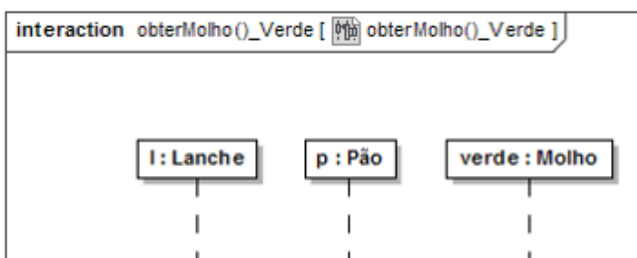 interaction obterMolho()_Verde [ obterMolho()_Verde ]
l : Lanche p : Pão verde : Molho